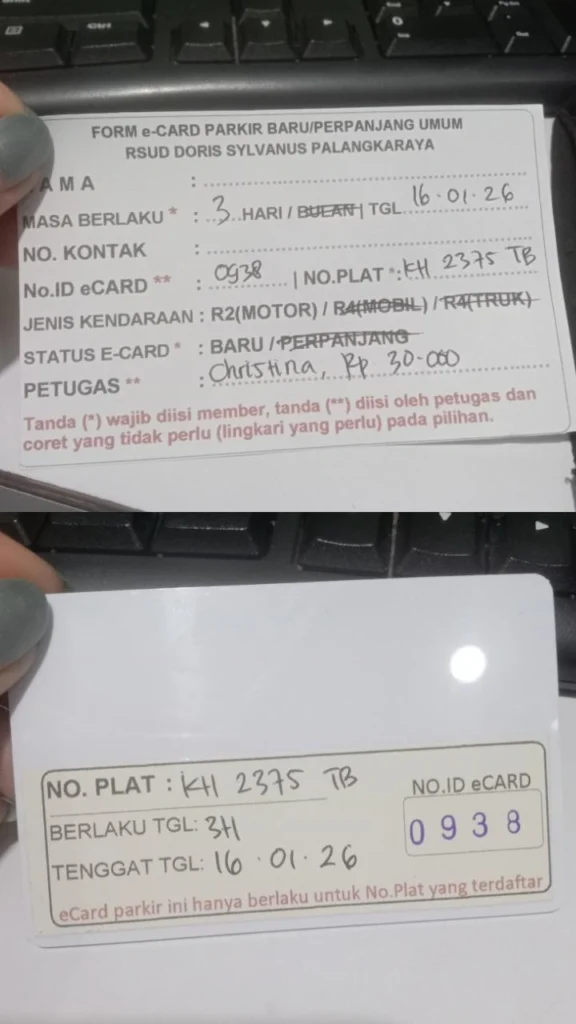 FORM e-CARD PARKIR BARU/PERPANJANG UMUM
RSUD DORIS SYLVANUS PALANGKARAYA
AMA :
MASA BERLAKU * : 3 HARI / BULAN | TGL 16.01.26
NO. KONTAK :
No.ID eCARD ** : 0938 | NO.PLAT *: KH 2375 TB
JENIS KENDARAAN : R2(MOTOR) / R4(MOBIL) / R4(TRUK)
STATUS E-CARD * : BARU / PERPANJANG
PETUGAS ** : Christina, Rp 30.000
Tanda (*) wajib diisi member, tanda (**) diisi oleh petugas dan
coret yang tidak perlu (lingkari yang perlu) pada pilihan.
NO. PLAT : KH 2375 TB
NO.ID eCARD
BERLAKU TGL: 3H
0938
TENGGAT TGL: 16.01.26
eCard parkir ini hanya berlaku untuk No.Plat yang terdaftar